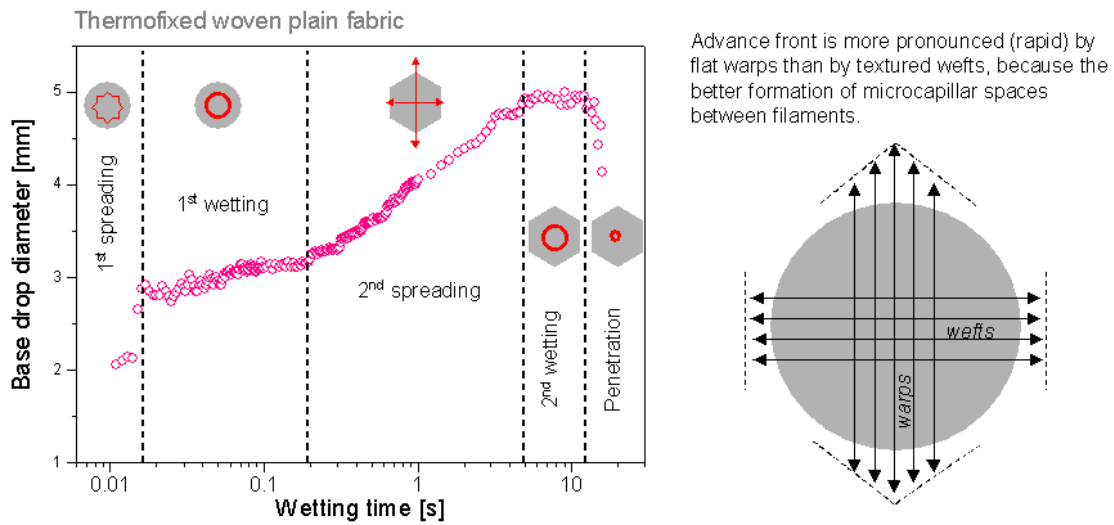 Thermofixed woven plain fabric
Base drop diameter [mm]
5
4
3
2
1
1st spreading
1st wetting
2nd spreading
2nd wetting
Penetration
0.01
0.1
1
10
Wetting time [s]
Advance front is more pronounced (rapid) by
flat warps than by textured wefts, because the
better formation of microcapillar spaces
between filaments.
wefts
warps